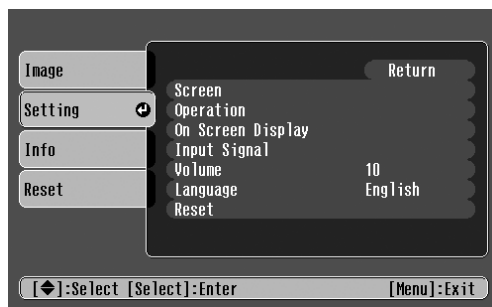 Image
Setting
Info
Reset
Return
Screen
Operation
On Screen Display
Input Signal
Volume 10
Language English
Reset
[◆]:Select [Select]:Enter [Menu]:Exit